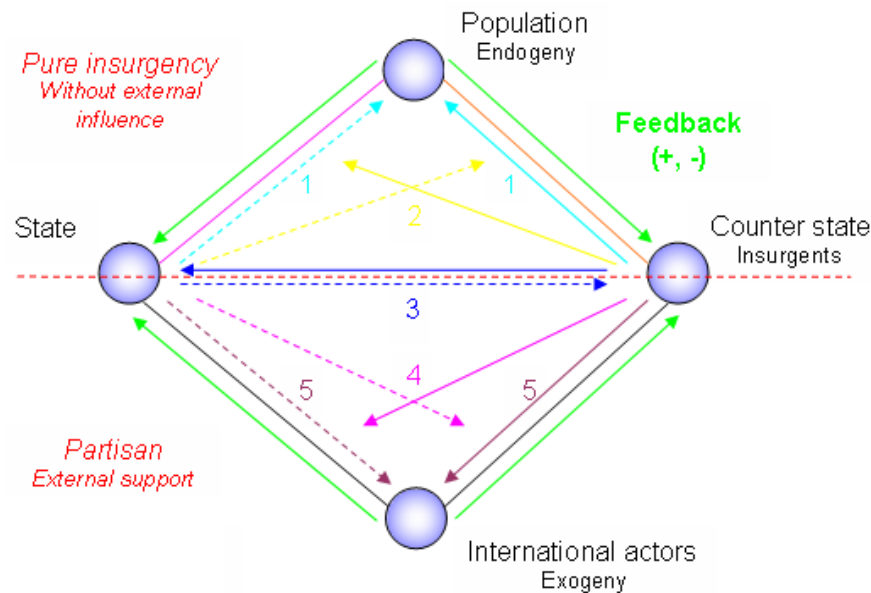 Population
Endogeny
Pure insurgency
Without external
influence
Feedback
(+, -)
1
1
2
State
Counter state
Insurgents
3
4
5
5
Partisan
External support
International actors
Exogeny